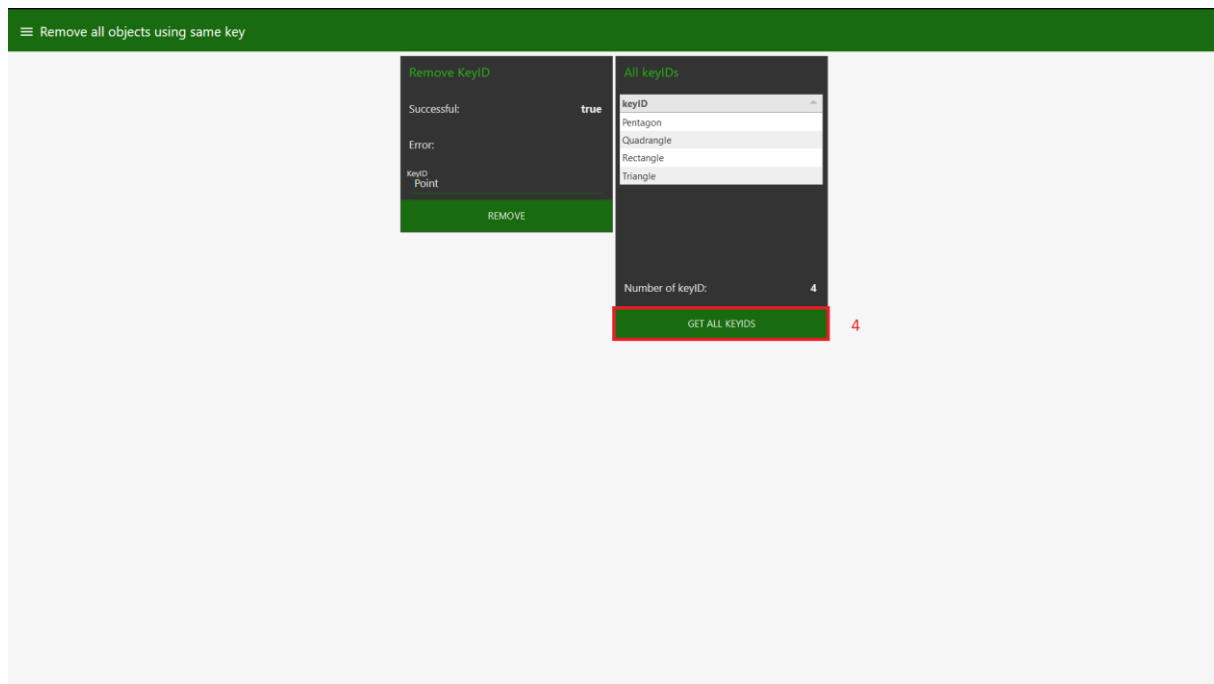 Remove all objects using same key
Remove KeyID
Successful: true
Error:
KeyID
Point
REMOVE
All keyIDs
keyID
Pentagon
Quadrangle
Rectangle
Triangle
Number of keyID: 4
GET ALL KEYIDS
4